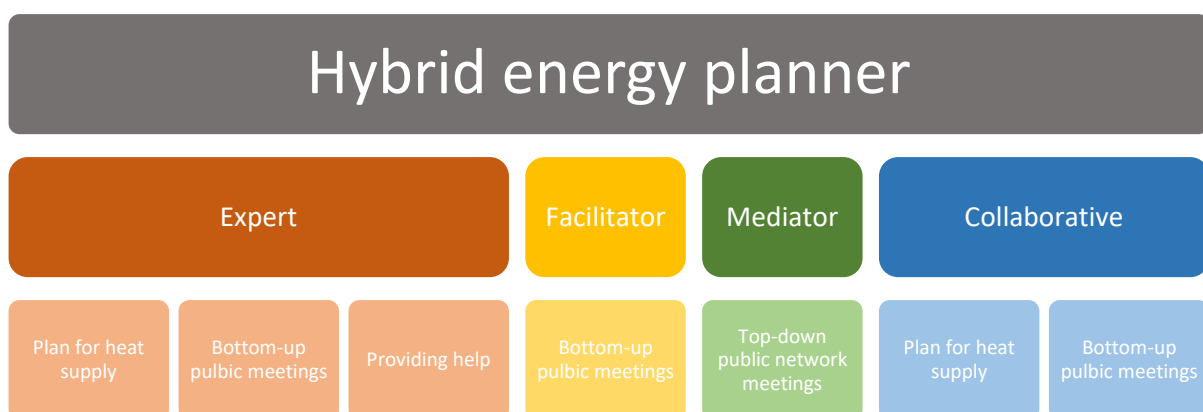 Hybrid energy planner
Expert
Facilitator
Mediator
Collaborative
Plan for heat
supply
Bottom-up
pulbic meetings
Providing help
Bottom-up
pulbic meetings
Top-down
public network
meetings
Plan for heat
supply
Bottom-up
pulbic meetings